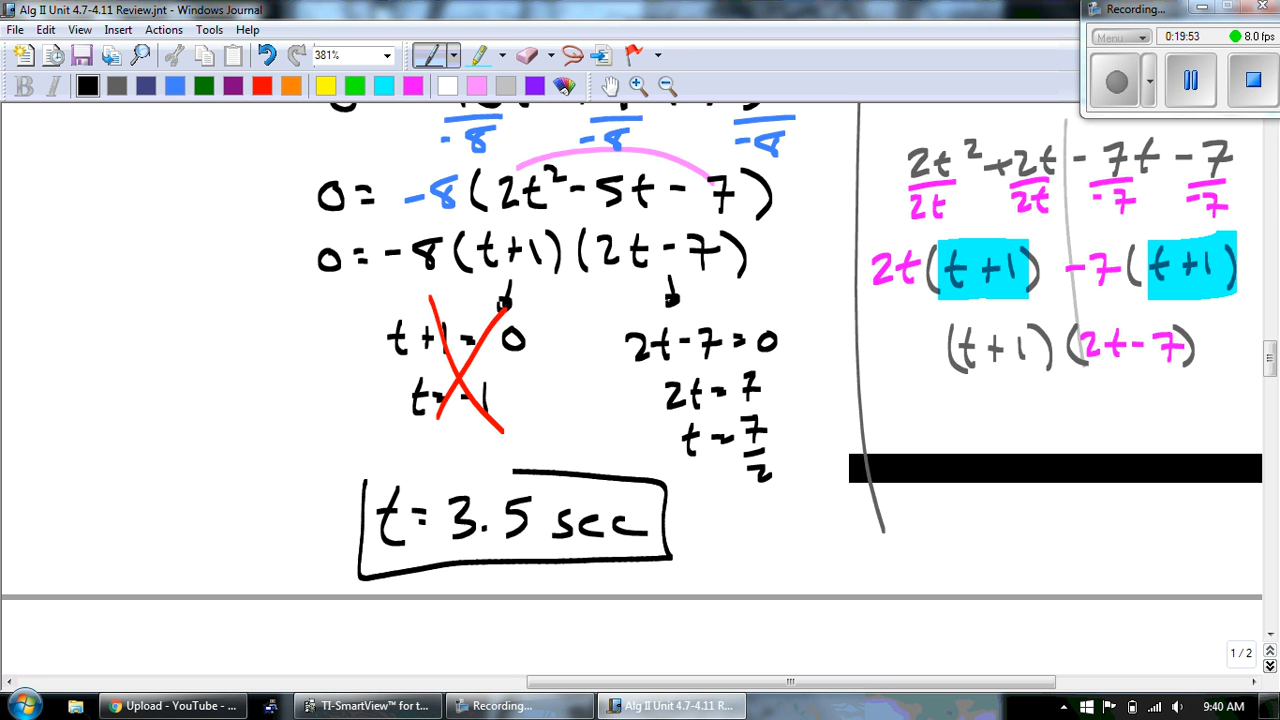 Alg II Unit 4.7-4.11 Review.jnt - Windows Journal
File Edit View Insert Actions Tools Help
381%
B I
Recording...
Menu 0:19:53 8.0 fps
-8 -8 -8
0 = -8(2t² - 5t - 7)
0 = -8(t+1)(2t-7)
t+1 = 0
t = -1
2t-7=0
2t = 7
t = 7/2
t = 3.5 sec
2t² + 2t - 7t - 7
2t 2t -7 -7
2t(t+1) -7(t+1)
(t+1)(2t-7)
1 / 2
Upload - YouTube - ... TI-SmartView™ for t... Recording... Alg II Unit 4.7-4.11 R... 9:40 AM